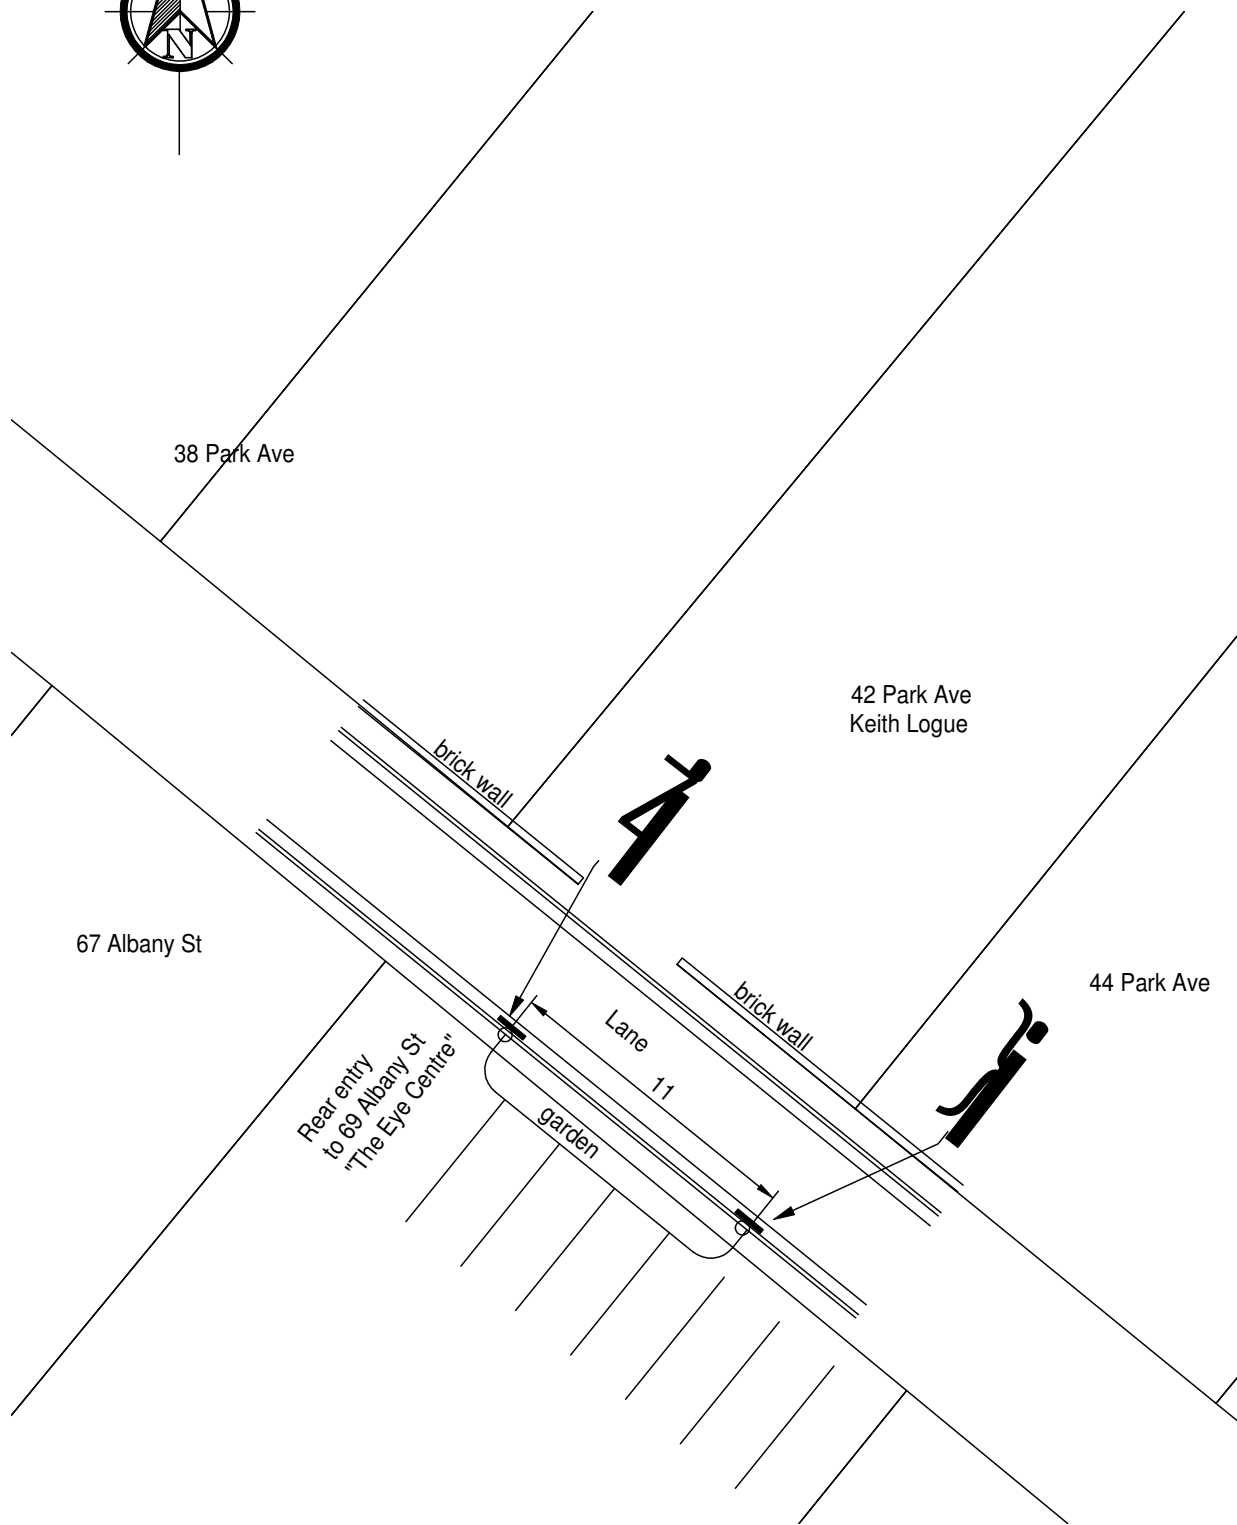 N
38 Park Ave
42 Park Ave
Keith Logue
brick wall
67 Albany St
44 Park Ave
brick wall
Lane
11
Rear entry
to 69 Albany St
"The Eye Centre"
garden